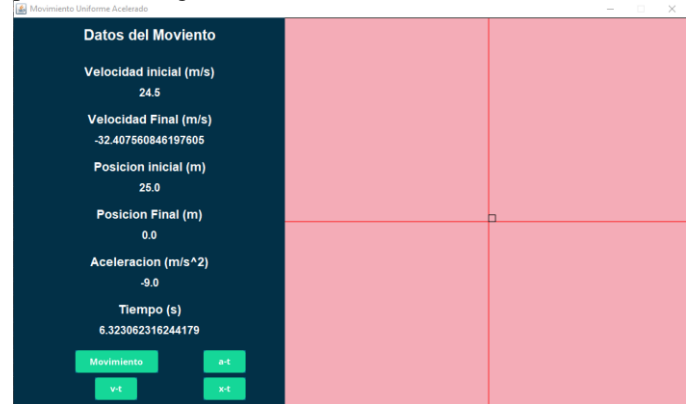 Movimiento Uniforme Acelerado
Datos del Moviento
Velocidad inicial (m/s)
24.5
Velocidad Final (m/s)
-32.407560846197605
Posicion inicial (m)
25.0
Posicion Final (m)
0.0
Aceleracion (m/s^2)
-9.0
Tiempo (s)
6.323062316244179
Movimiento a-t
v-t x-t